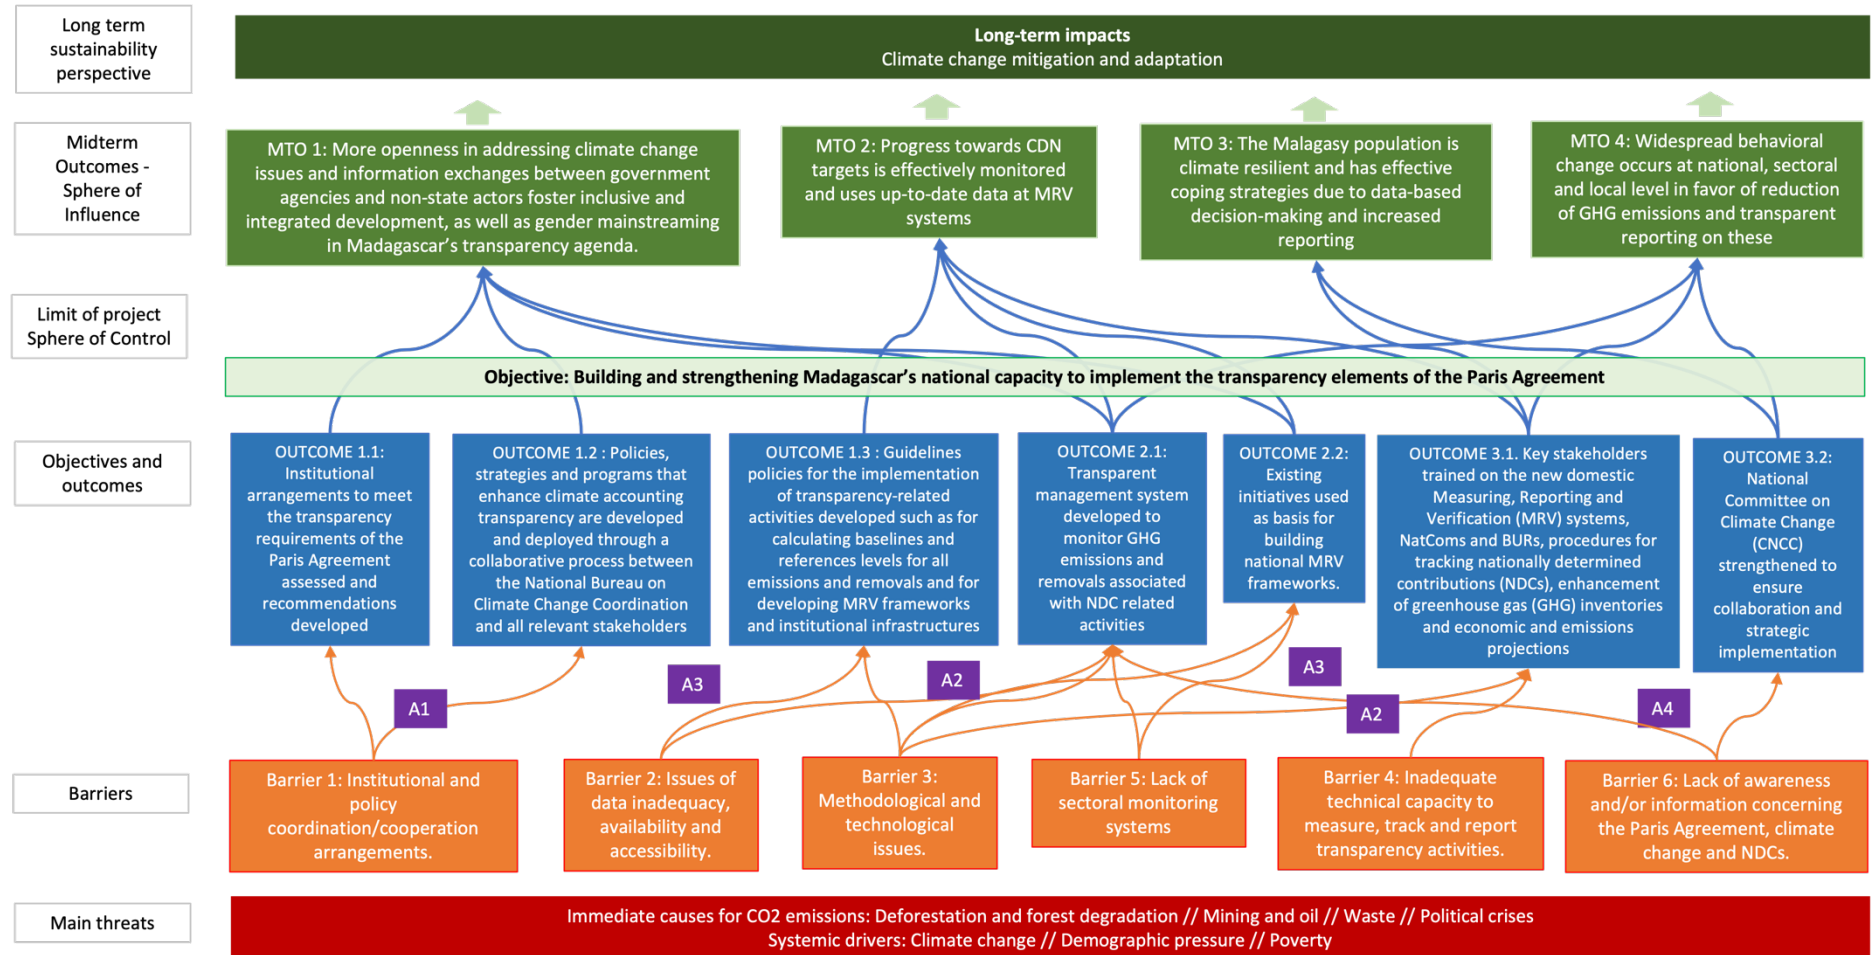 Long term
sustainability
perspective
Long-term impacts
Climate change mitigation and adaptation
Midterm
Outcomes -
Sphere of
Influence
MTO 1: More openness in addressing climate change
issues and information exchanges between government
agencies and non-state actors foster inclusive and
integrated development, as well as gender mainstreaming
in Madagascar's transparency agenda.
MTO 2: Progress towards CDN
targets is effectively monitored
and uses up-to-date data at MRV
systems
MTO 3: The Malagasy population is
climate resilient and has effective
coping strategies due to data-based
decision-making and increased
reporting
MTO 4: Widespread behavioral
change occurs at national, sectoral
and local level in favor of reduction
of GHG emissions and transparent
reporting on these
Limit of project
Sphere of Control
Objective: Building and strengthening Madagascar's national capacity to implement the transparency elements of the Paris Agreement
Objectives and
outcomes
OUTCOME 1.1:
Institutional
arrangements to meet
the transparency
requirements of the
Paris Agreement
assessed and
recommendations
developed
OUTCOME 1.2 : Policies,
strategies and programs that
enhance climate accounting
transparency are developed
and deployed through a
collaborative process between
the National Bureau on
Climate Change Coordination
and all relevant stakeholders
OUTCOME 1.3 : Guidelines
policies for the implementation
of transparency-related
activities developed such as for
calculating baselines and
references levels for all
emissions and removals and for
developing MRV frameworks
and institutional infrastructures
OUTCOME 2.1:
Transparent
management system
developed to
monitor GHG
emissions and
removals associated
with NDC related
activities
OUTCOME 2.2:
Existing
initiatives used
as basis for
building
national MRV
frameworks.
OUTCOME 3.1. Key stakeholders
trained on the new domestic
Measuring, Reporting and
Verification (MRV) systems,
NatComs and BURs, procedures for
tracking nationally determined
contributions (NDCs), enhancement
of greenhouse gas (GHG) inventories
and economic and emissions
projections
OUTCOME 3.2:
National
Committee on
Climate Change
(CNCC)
strengthened to
ensure
collaboration and
strategic
implementation
A1
A3
A2
A3
A2
A4
Barriers
Barrier 1: Institutional and
policy
coordination/cooperation
arrangements.
Barrier 2: Issues of
data inadequacy,
availability and
accessibility.
Barrier 3:
Methodological and
technological
issues.
Barrier 5: Lack of
sectoral monitoring
systems
Barrier 4: Inadequate
technical capacity to
measure, track and report
transparency activities.
Barrier 6: Lack of awareness
and/or information concerning
the Paris Agreement, climate
change and NDCs.
Main threats
Immediate causes for CO2 emissions: Deforestation and forest degradation // Mining and oil // Waste // Political crises
Systemic drivers: Climate change // Demographic pressure // Poverty